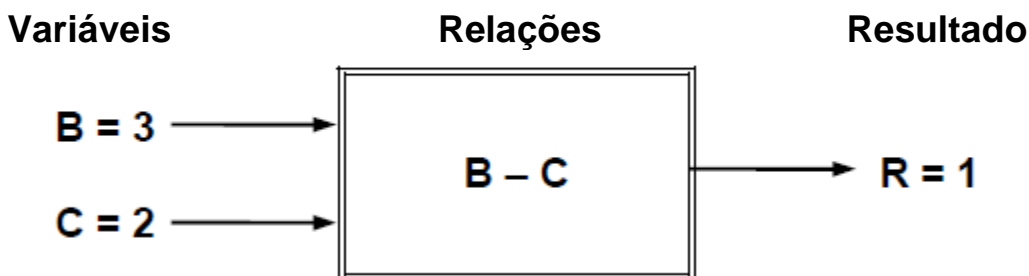 Variáveis Relações Resultado
B = 3
B – C R = 1
C = 2